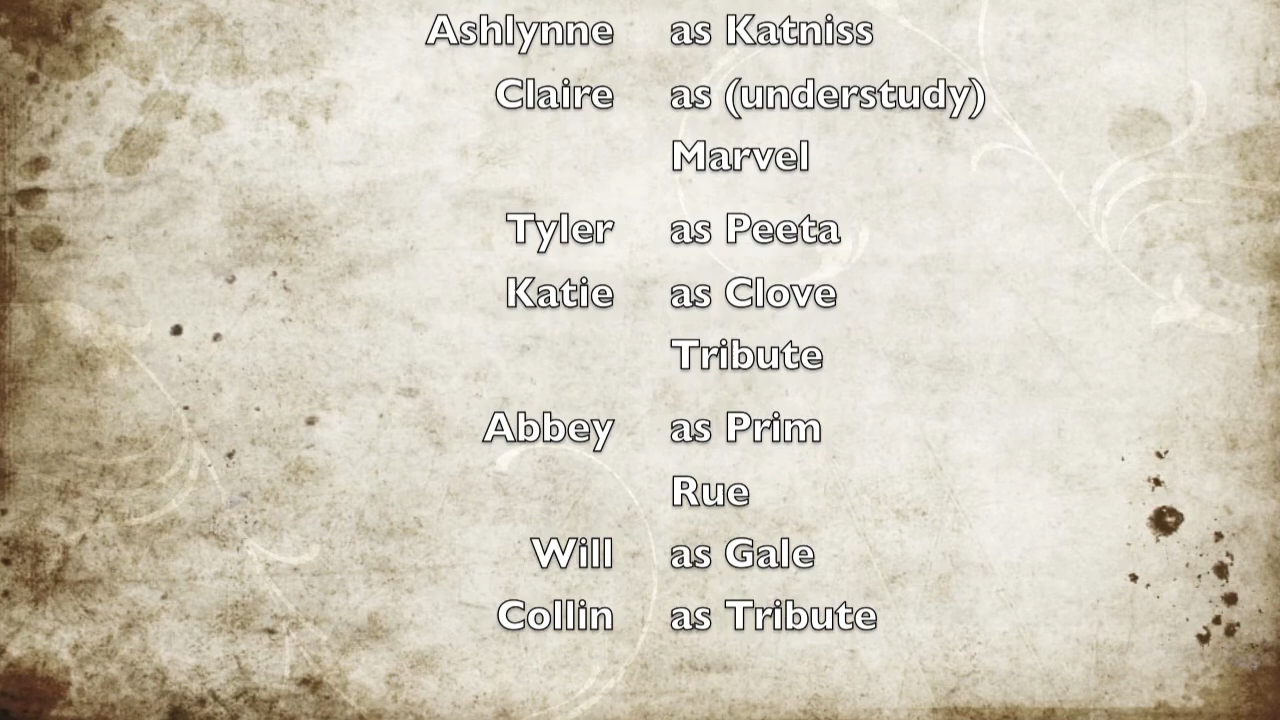 Ashlynne as Katniss
Claire as (understudy)
Marvel
Tyler as Peeta
Katie as Clove
Tribute
Abbey as Prim
Rue
Will as Gale
Collin as Tribute